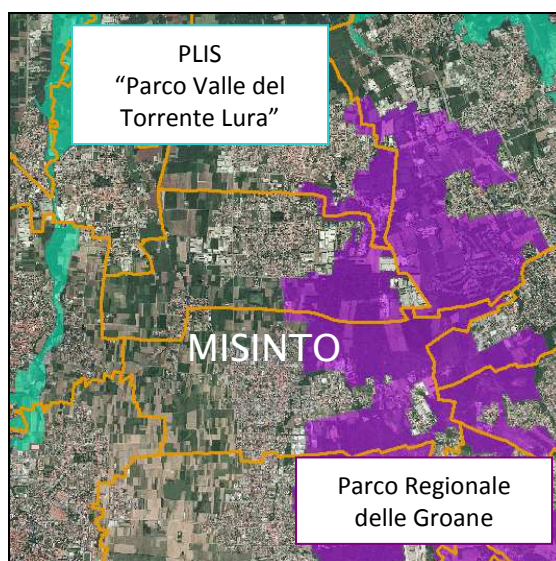 PLIS
“Parco Valle del
Torrente Lura”
MISINTO
Parco Regionale
delle Groane